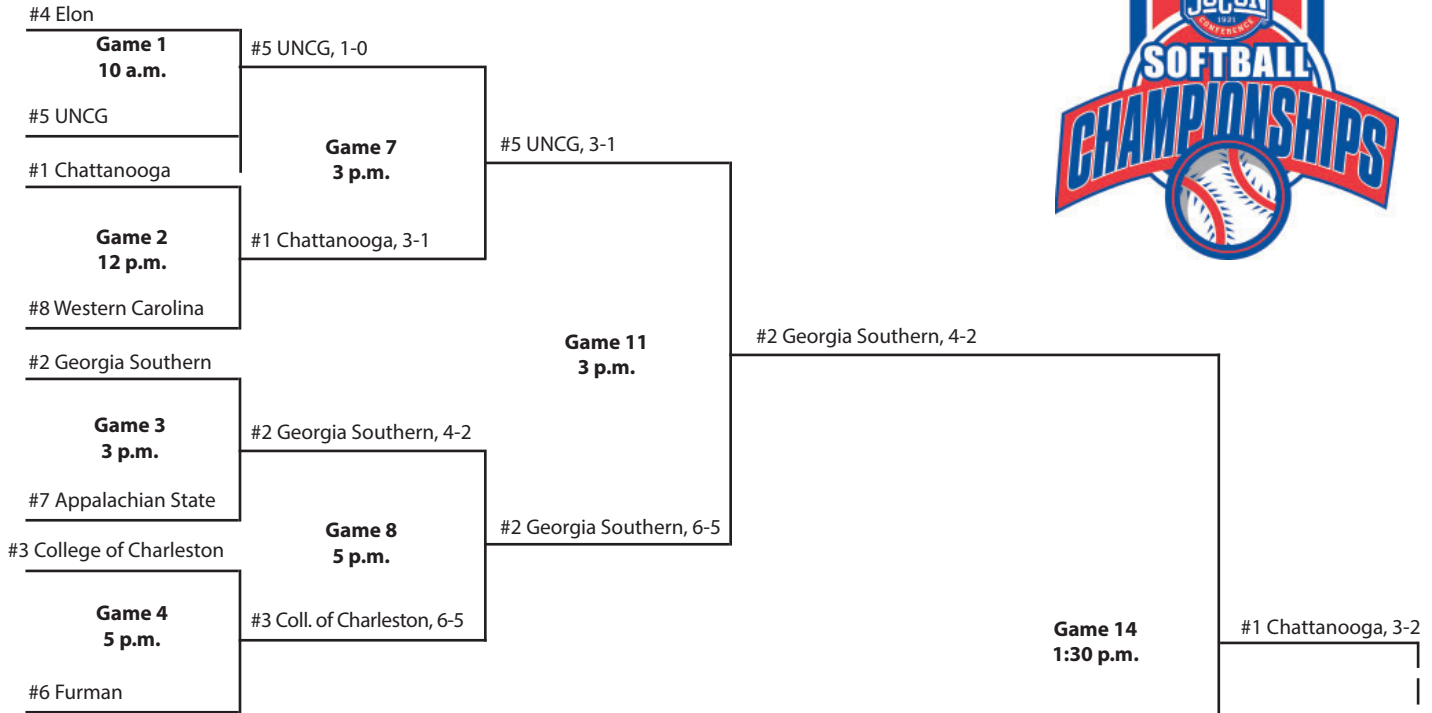 #4 Elon
Game 1
10 a.m.
#5 UNCG
#1 Chattanooga
Game 2
12 p.m.
#8 Western Carolina
#2 Georgia Southern
Game 3
3 p.m.
#7 Appalachian State
#3 College of Charleston
Game 4
5 p.m.
#6 Furman
#5 UNCG, 1-0
Game 7
3 p.m.
#1 Chattanooga, 3-1
#2 Georgia Southern, 4-2
Game 8
5 p.m.
#3 Coll. of Charleston, 6-5
#5 UNCG, 3-1
Game 11
3 p.m.
#2 Georgia Southern, 6-5
#2 Georgia Southern, 4-2
Game 14
1:30 p.m.
#1 Chattanooga, 3-2
SOCON
1921
CONFERENCE
SOFTBALL
CHAMPIONSHIPS